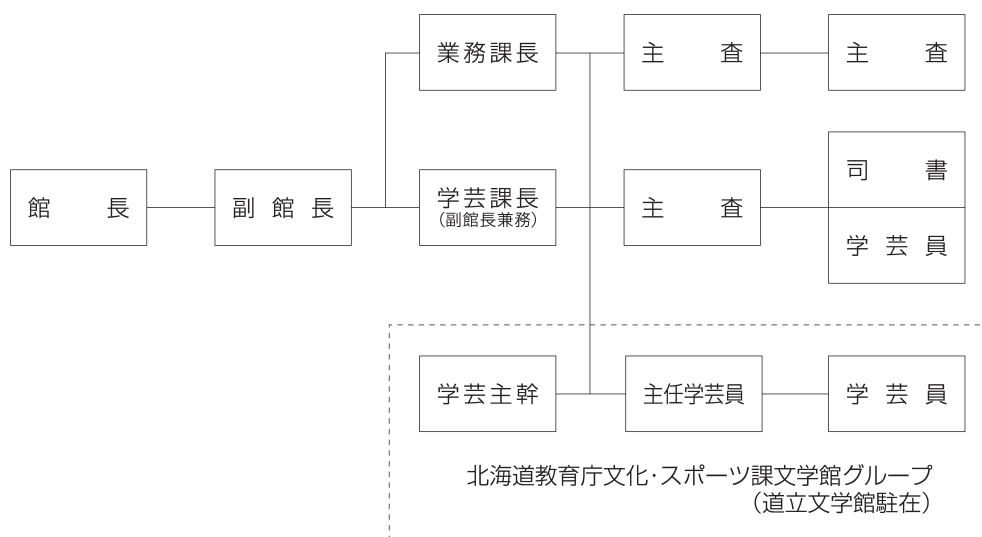 業務課長
主査
主査
司書
館長
副館長
学芸課長
(副館長兼務)
主査
学芸員
学芸主幹
主任学芸員
学芸員
北海道教育庁文化・スポーツ課文学館グループ
(道立文学館駐在)